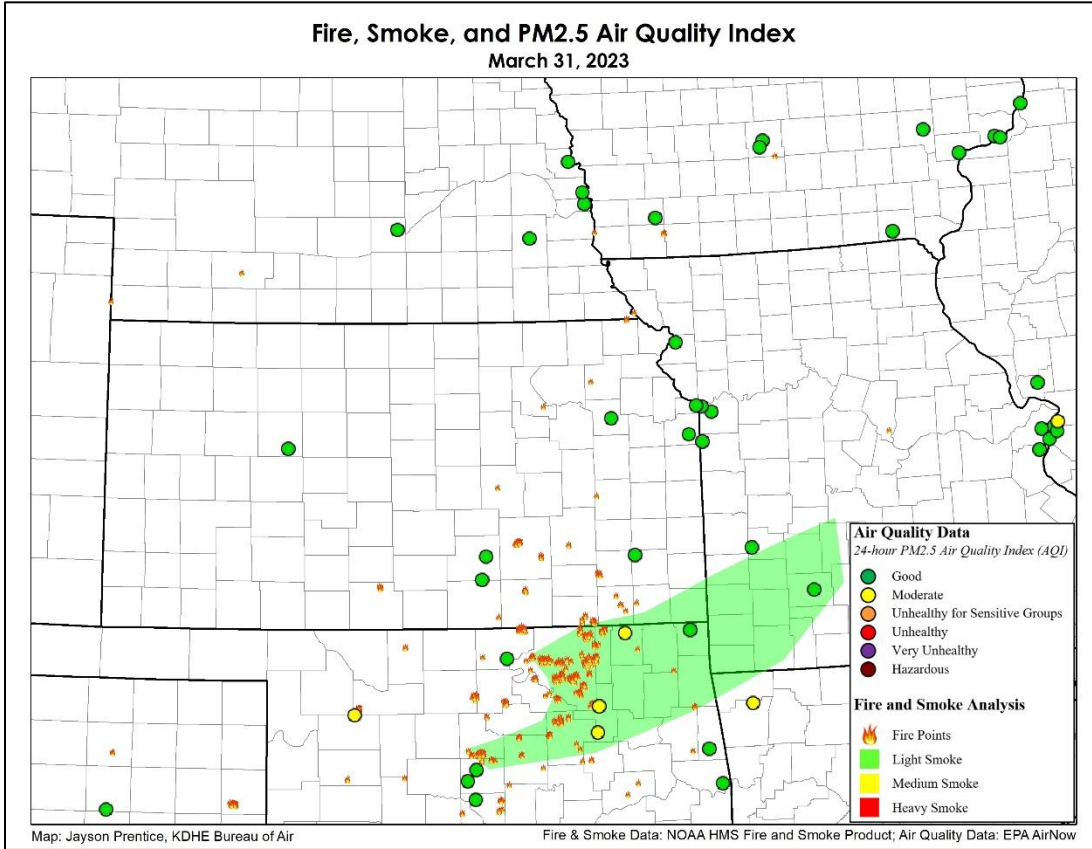 Fire, Smoke, and PM2.5 Air Quality Index
March 31, 2023
Air Quality Data
24-hour PM2.5 Air Quality Index (AQI)
Good
Moderate
Unhealthy for Sensitive Groups
Unhealthy
Very Unhealthy
Hazardous
Fire and Smoke Analysis
Fire Points
Light Smoke
Medium Smoke
Heavy Smoke
Map: Jayson Prentice, KDHE Bureau of Air
Fire & Smoke Data: NOAA HMS Fire and Smoke Product; Air Quality Data: EPA AirNow